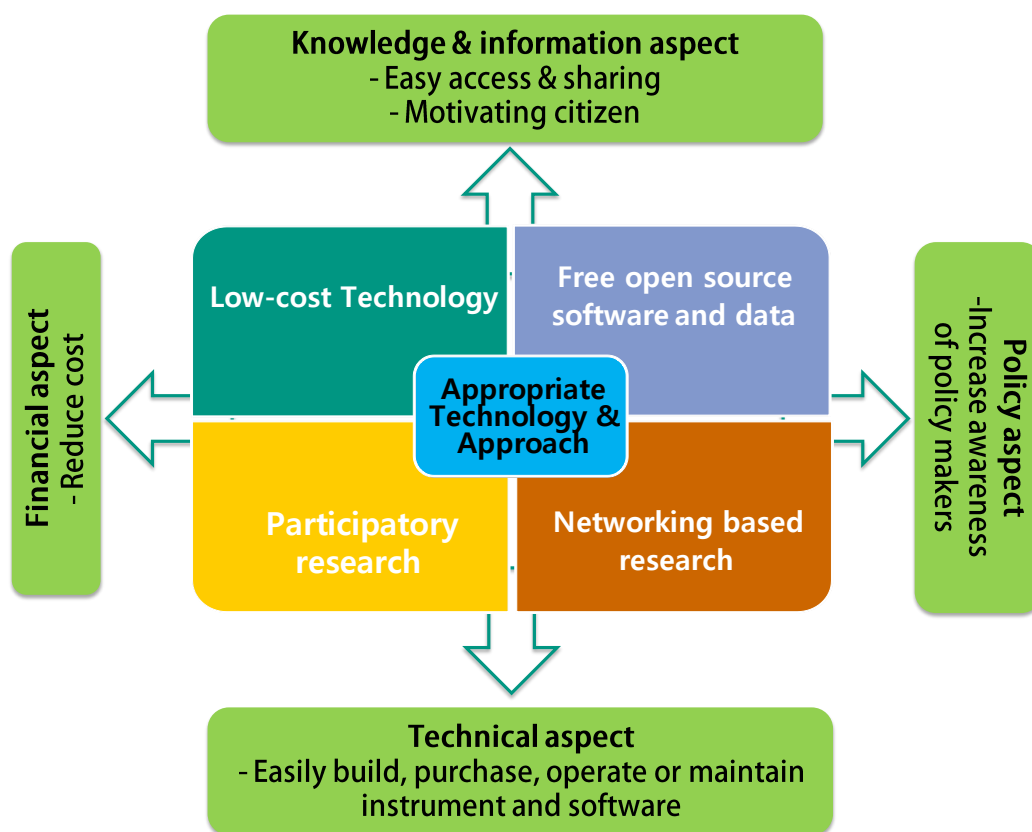 Knowledge & information aspect
- Easy access & sharing
- Motivating citizen
Low-cost Technology
Free open source
software and data
Financial aspect
- Reduce cost
Appropriate
Technology &
Approach
Policy aspect
-Increase awareness
of policy makers
Participatory
research
Networking based
research
Technical aspect
- Easily build, purchase, operate or maintain
instrument and software